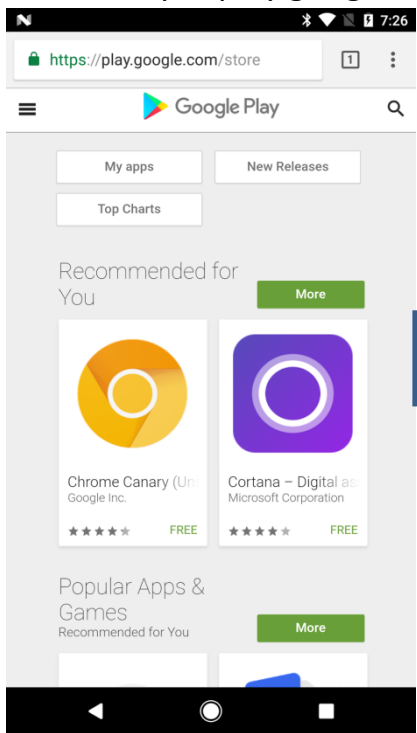 7:26
https://play.google.com/store
1
Google Play
My apps
New Releases
Top Charts
Recommended for
You
More
Chrome Canary (Un
Google Inc.
FREE
Cortana – Digital as
Microsoft Corporation
FREE
Popular Apps &
Games
Recommended for You
More